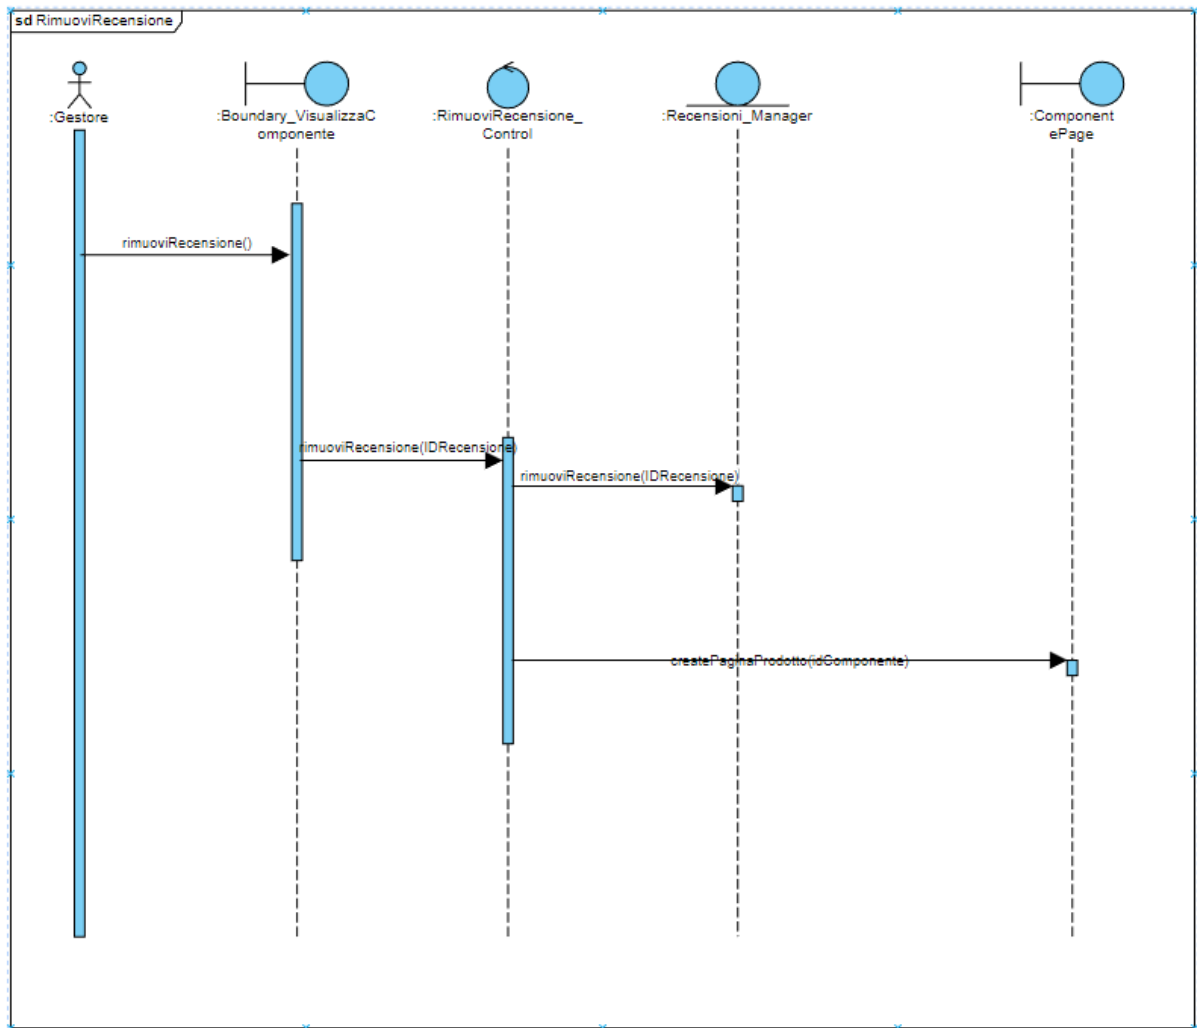 sd RimuoviRecensione
:Gestore
:Boundary_VisualizzaC
omponente
:RimuoviRecensione_
Control
:Recensioni_Manager
:Component
ePage
rimuoviRecensione()
rimuoviRecensione(IDRecensione)
rimuoviRecensione(IDRecensione)
createPaginaProdotto(idComponente)